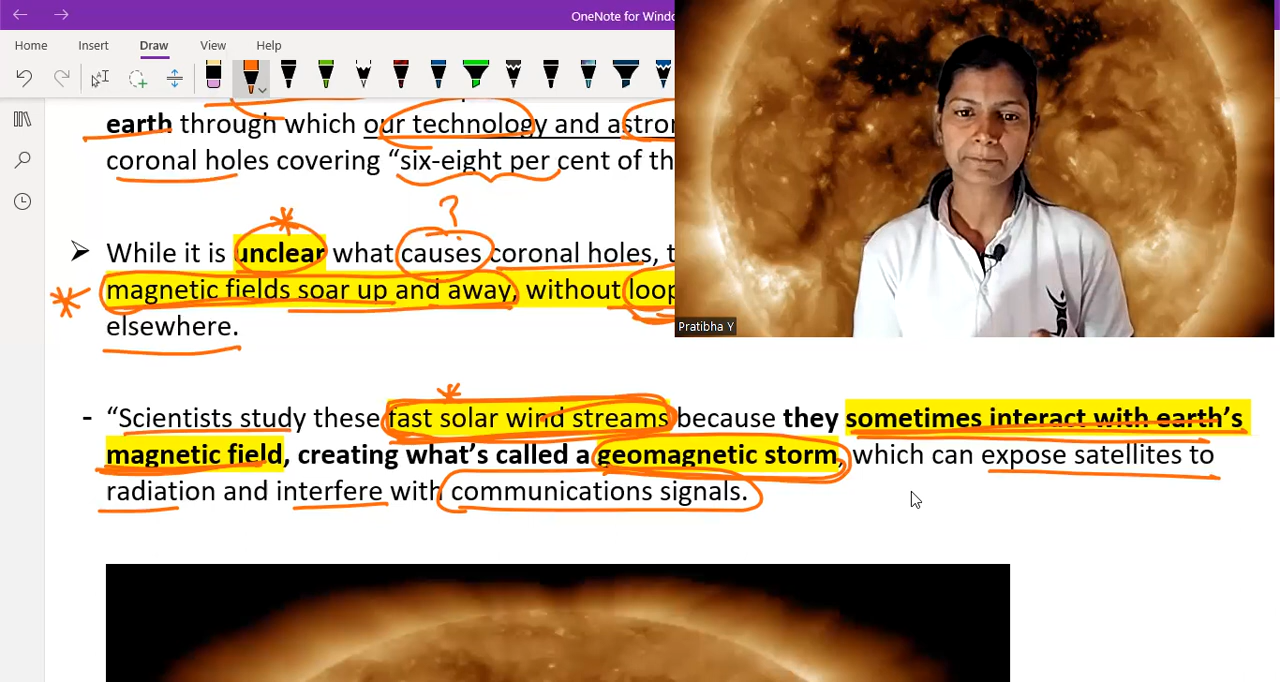 OneNote for Windo
Home Insert Draw View Help
earth through which our technology and astron
coronal holes covering “six-eight per cent of th
?
While it is unclear what causes coronal holes, t
magnetic fields soar up and away, without loop
elsewhere.
Pratibha Y
- “Scientists study these fast solar wind streams because they sometimes interact with earth’s
magnetic field, creating what’s called a geomagnetic storm, which can expose satellites to
radiation and interfere with communications signals.